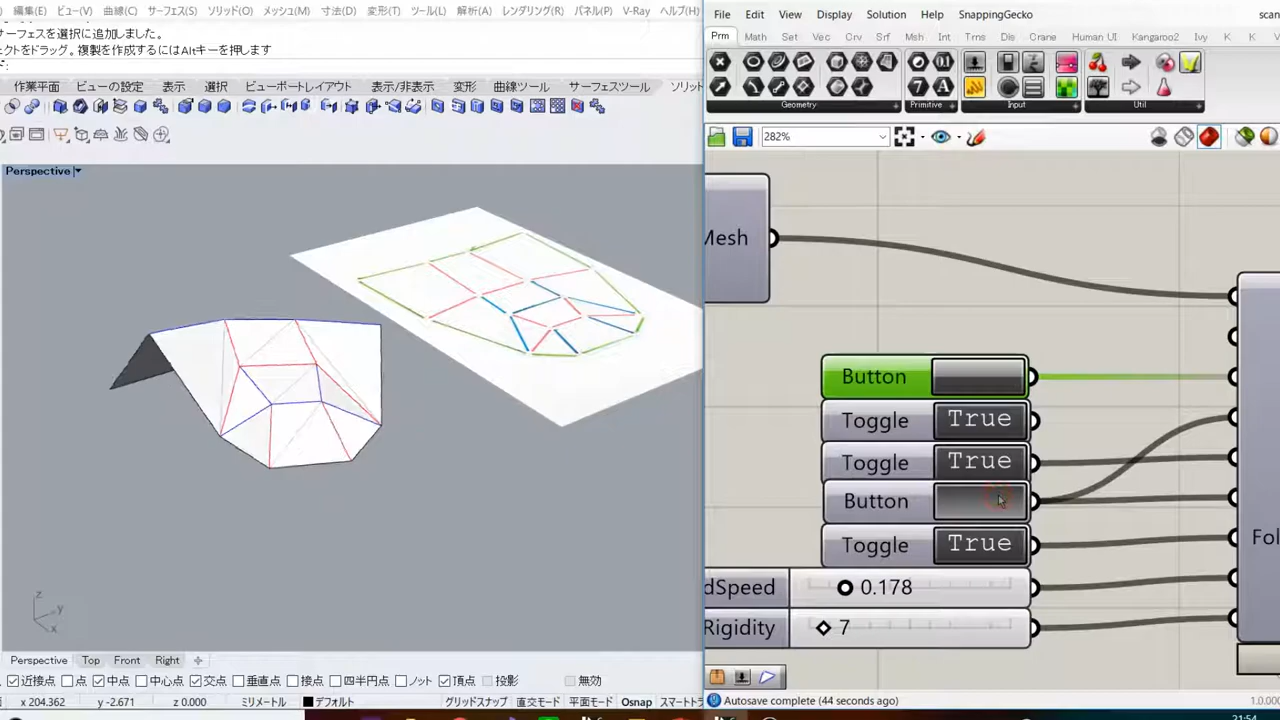 編集(E) ビュー(V) 曲線(C) サーフェス(S) ソリッド(O) メッシュ(M) 寸法(D) 変形(T) ツール(L) 解析(A) レンダリング(R) パネル(P) V-Ray ヘルプ(H)
ーフェスを選択に追加しました。
ェクトをドラッグ。複製を作成するにはAltキーを押します
作業平面 ビューの設定 表示 選択 ビューポートレイアウト 表示/非表示 変形 曲線ツール サーフェスツール ソリッド
Perspective
z
y
x
Perspective Top Front Right
近接点 点 中点 中心点 交点 垂直点 接点 四半円点 ノット 頂点 投影 無効
x 204.362 y -2.671 z 0.000 ミリメートル デフォルト グリッドスナップ 直交モード 平面モード Osnap スマートトラ
File Edit View Display Solution Help SnappingGecko scan
Prm Math Set Vec Crv Srf Msh Int Trns Dis Crane Human UI Kangaroo2 Ivy K K V
Geometry Primitive Input Util
282%
Mesh
Button
Toggle True
Toggle True
Button
Toggle True
dSpeed 0.178
Rigidity 7
Fol
Autosave complete (44 seconds ago)
1.0.00
21:54